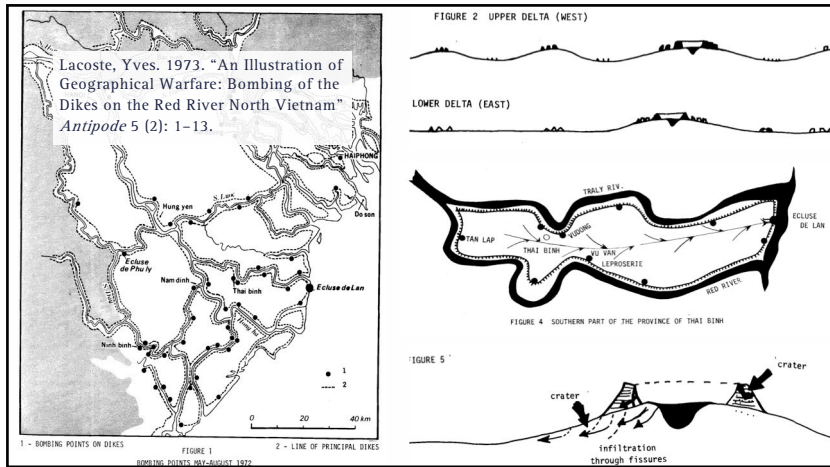 Lacoste, Yves. 1973. “An Illustration of
Geographical Warfare: Bombing of the
Dikes on the Red River North Vietnam”
Antipode 5 (2): 1–13.
HAIPHONG
Do son
Hung yen
S. Luoc
Ecluse
de Phu ly
Nam dinh
Thai binh
Ecluse de Lan
Ninh binh
1
2
0 20 40 km
1 - BOMBING POINTS ON DIKES
2 - LINE OF PRINCIPAL DIKES
FIGURE 1
BOMBING POINTS MAY-AUGUST 1972
FIGURE 2 UPPER DELTA (WEST)
LOWER DELTA (EAST)
TRALY RIV.
ECLUSE
DE LAN
TAN LAP
VUDONG
THAI BINH
VU VAN
LEPROSERIE
RED RIVER
FIGURE 4 SOUTHERN PART OF THE PROVINCE OF THAI BINH
IGURE 5
crater
crater
infiltration
through fissures